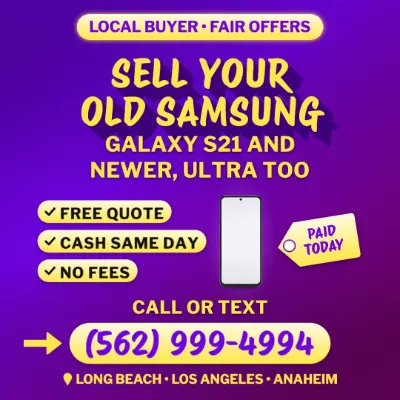 LOCAL BUYER • FAIR OFFERS
SELL YOUR
OLD SAMSUNG
GALAXY S21 AND
NEWER, ULTRA TOO
FREE QUOTE
CASH SAME DAY
NO FEES
PAID
TODAY
CALL OR TEXT
(562) 999-4994
LONG BEACH • LOS ANGELES • ANAHEIM